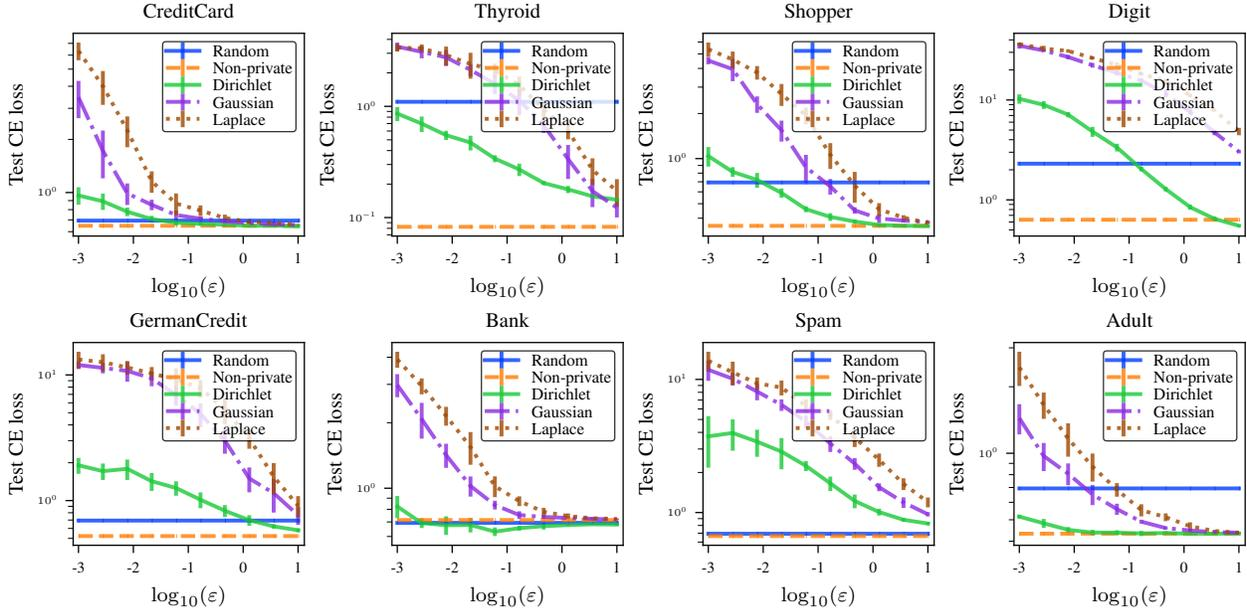 CreditCard
Test CE loss
10⁰
Random
Non-private
Dirichlet
Gaussian
Laplace
-3 -2 -1 0 1
log₁₀(ε)
Thyroid
Test CE loss
10⁰
10⁻¹
Random
Non-private
Dirichlet
Gaussian
Laplace
-3 -2 -1 0 1
log₁₀(ε)
Shopper
Test CE loss
10⁰
Random
Non-private
Dirichlet
Gaussian
Laplace
-3 -2 -1 0 1
log₁₀(ε)
Digit
Test CE loss
10¹
10⁰
Random
Non-private
Dirichlet
Gaussian
Laplace
-3 -2 -1 0 1
log₁₀(ε)
GermanCredit
Test CE loss
10¹
10⁰
Random
Non-private
Dirichlet
Gaussian
Laplace
-3 -2 -1 0 1
log₁₀(ε)
Bank
Test CE loss
10⁰
Random
Non-private
Dirichlet
Gaussian
Laplace
-3 -2 -1 0 1
log₁₀(ε)
Spam
Test CE loss
10¹
10⁰
Random
Non-private
Dirichlet
Gaussian
Laplace
-3 -2 -1 0 1
log₁₀(ε)
Adult
Test CE loss
10⁰
Random
Non-private
Dirichlet
Gaussian
Laplace
-3 -2 -1 0 1
log₁₀(ε)